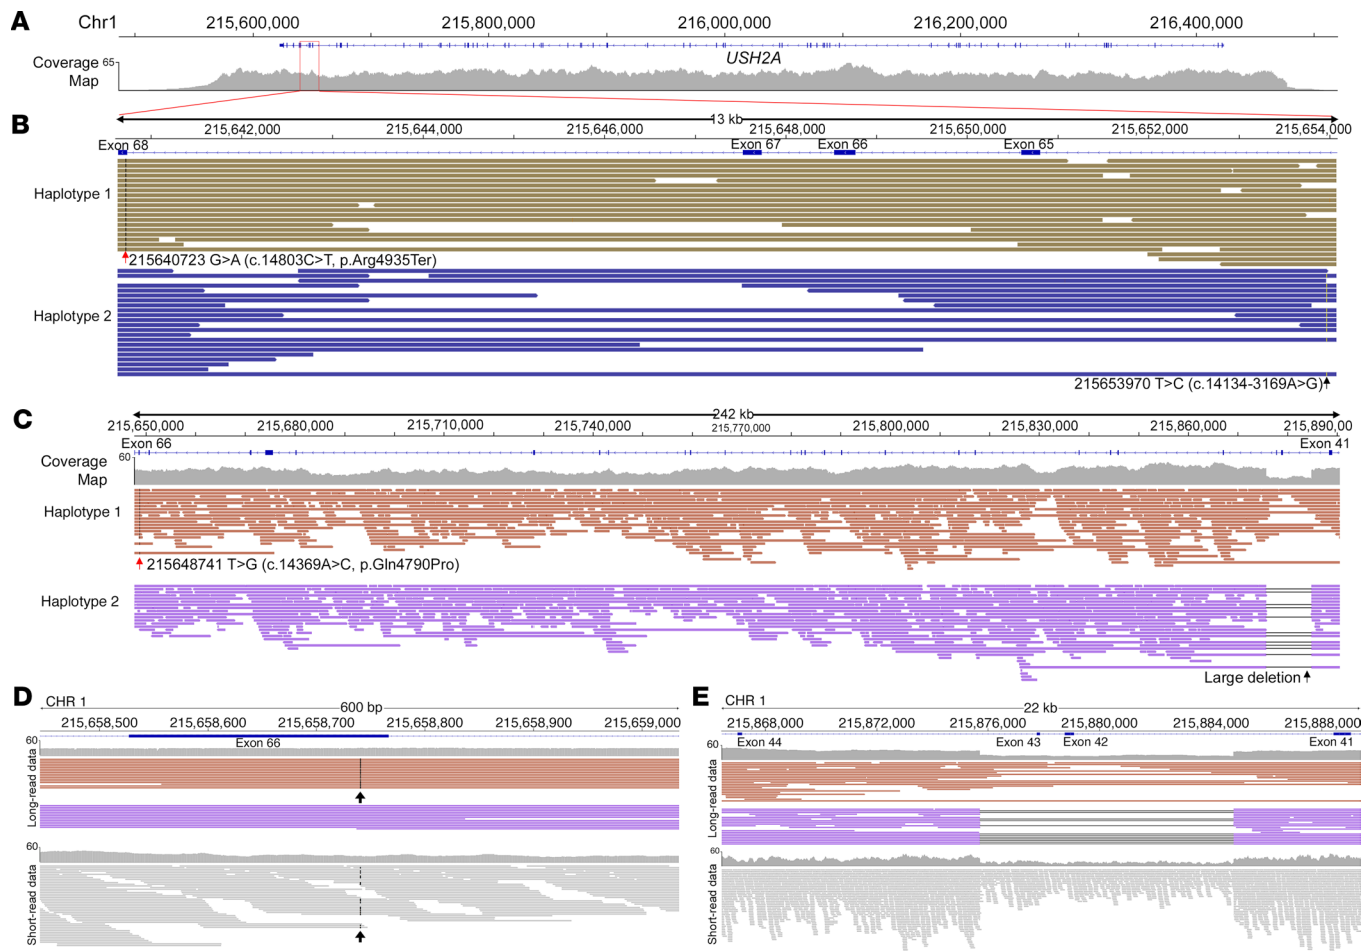 A
Chr1
215,600,000
215,800,000
216,000,000
216,200,000
216,400,000
Coverage Map
65
USH2A
B
13 kb
215,642,000
215,644,000
215,646,000
215,648,000
215,650,000
215,652,000
215,654,000
Exon 68
Exon 67
Exon 66
Exon 65
Haplotype 1
215640723 G>A (c.14803C>T, p.Arg4935Ter)
Haplotype 2
215653970 T>C (c.14134-3169A>G)
C
242 kb
215,650,000
215,680,000
215,710,000
215,740,000
215,770,000
215,800,000
215,830,000
215,860,000
215,890,000
Exon 66
Exon 41
Coverage Map
60
Haplotype 1
215648741 T>G (c.14369A>C, p.Gln4790Pro)
Haplotype 2
Large deletion
D
CHR 1
600 bp
215,658,500
215,658,600
215,658,700
215,658,800
215,658,900
215,659,000
60
Exon 66
Long-read data
60
Short-read data
E
CHR 1
22 kb
215,868,000
215,872,000
215,876,000
215,880,000
215,884,000
215,888,000
60
Exon 44
Exon 43
Exon 42
Exon 41
Long-read data
60
Short-read data